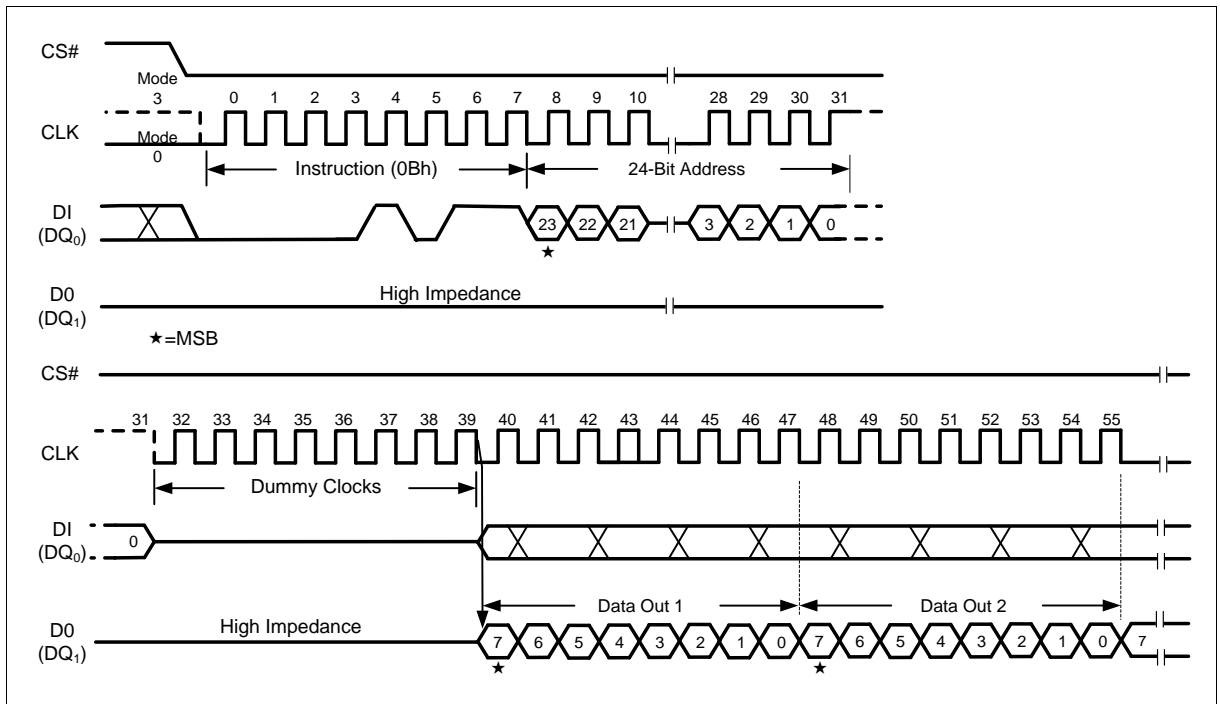 CS#
Mode
3
0 1 2 3 4 5 6 7 8 9 10 28 29 30 31
CLK
Mode
0
Instruction (0Bh) 24-Bit Address
DI
(DQ0)
23 22 21 3 2 1 0
★
High Impedance
D0
(DQ1)
★=MSB
CS#
31 32 33 34 35 36 37 38 39 40 41 42 43 44 45 46 47 48 49 50 51 52 53 54 55
CLK
Dummy Clocks
DI
(DQ0)
0
Data Out 1 Data Out 2
High Impedance
D0
(DQ1)
7 6 5 4 3 2 1 0 7 6 5 4 3 2 1 0 7
★ ★